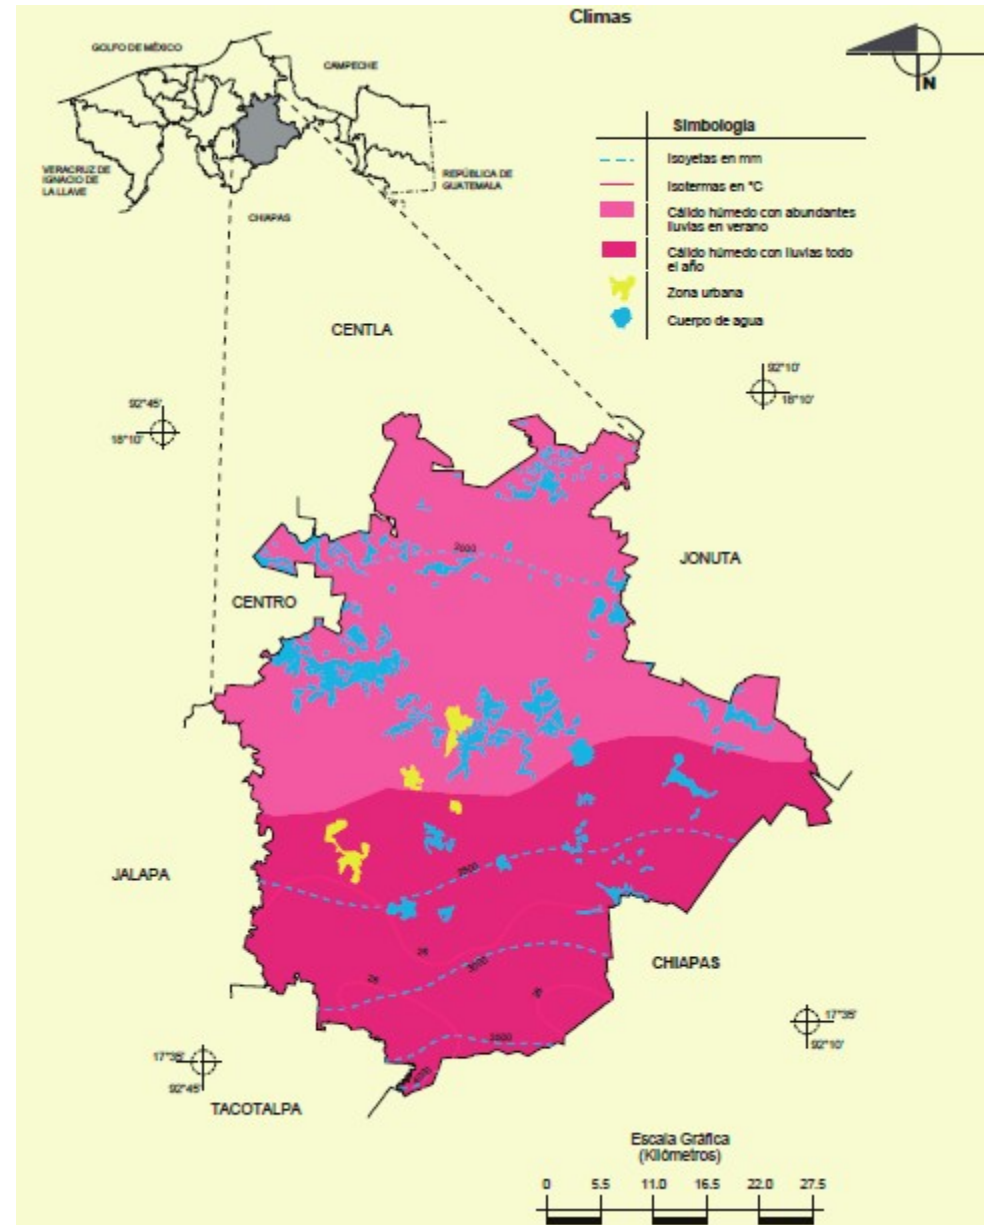 Climas
GOLFO DE MÉXICO
CAMPECHE
VERACRUZ DE
IGNACIO DE
LA LLAVE
REPÚBLICA DE
GUATEMALA
CHIAPAS
N
Simbología
Isoyetas en mm
Isotermas en °C
Cálido húmedo con abundantes
lluvias en verano
Cálido húmedo con lluvias todo
el año
Zona urbana
Cuerpo de agua
CENTLA
92°10'
18°10'
92°45'
18°10'
2000
JONUTA
CENTRO
JALAPA
2500
26
3000
26
26
CHIAPAS
3500
4000
17°35'
92°10'
17°35'
92°45'
TACOTALPA
Escala Gráfica
(Kilómetros)
0 5.5 11.0 16.5 22.0 27.5